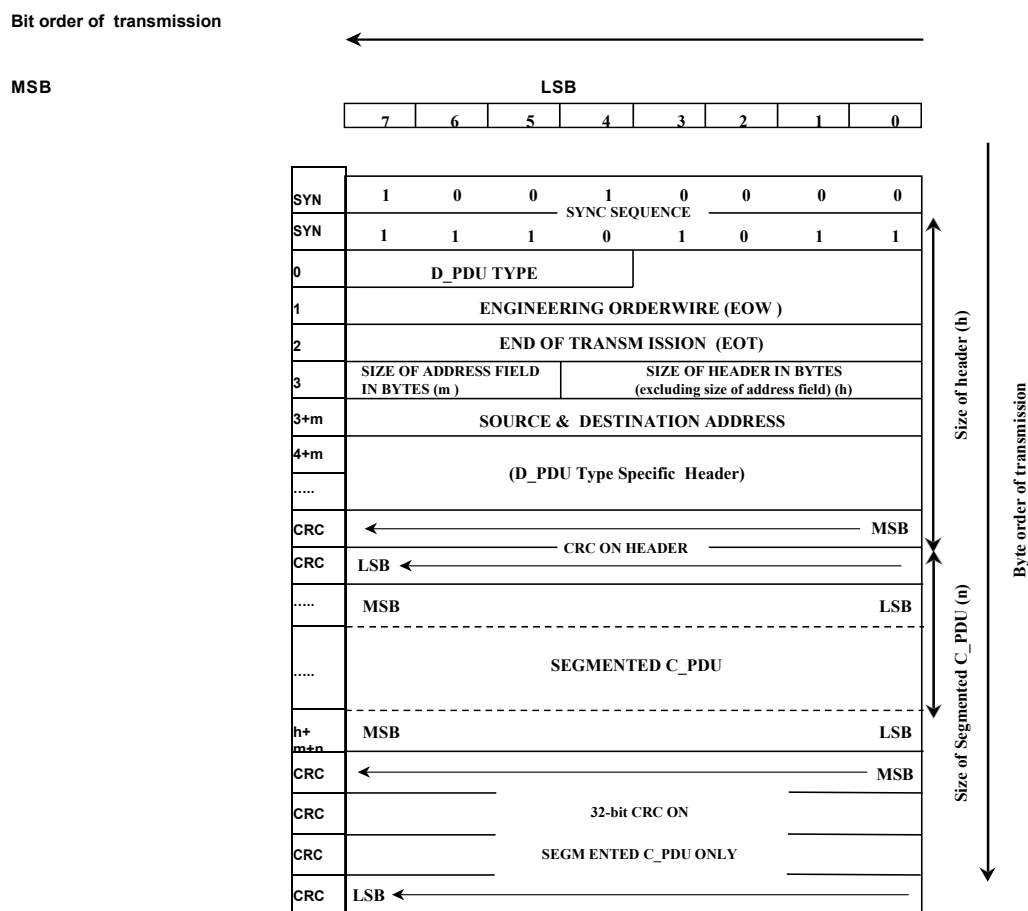 Bit order of transmission
MSB LSB
7 6 5 4 3 2 1 0
SYN 1 0 0 1 0 0 0 0
SYNC SEQUENCE
SYN 1 1 1 0 1 0 1 1
0 D_PDU TYPE
1 ENGINEERING ORDERWIRE (EOW )
2 END OF TRANSM ISSION (EOT)
3 SIZE OF ADDRESS FIELD
IN BYTES (m )
SIZE OF HEADER IN BYTES
(excluding size of address field) (h)
3+m SOURCE & DESTINATION ADDRESS
4+m
(D_PDU Type Specific Header)
.....
CRC MSB
CRC ON HEADER
CRC LSB
..... MSB LSB
..... SEGMENTED C_PDU
h+
m+n
MSB LSB
CRC MSB
CRC 32-bit CRC ON
CRC SEGM ENTED C_PDU ONLY
CRC LSB
Size of header (h)
Size of Segmented C_PDU (n)
Byte order of transmission